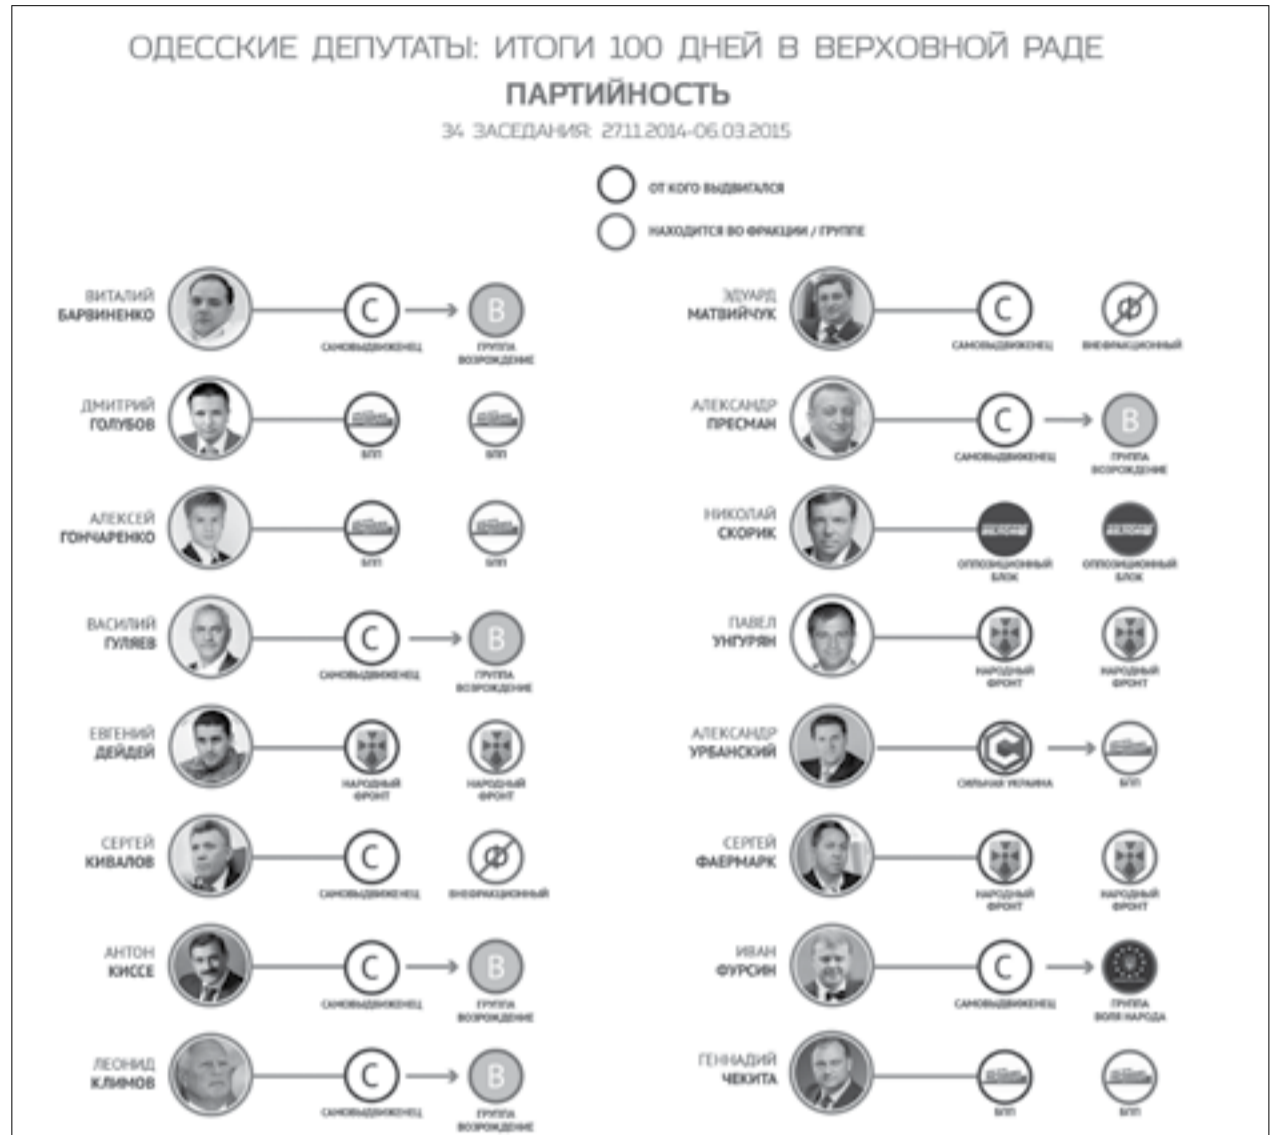 ОДЕССКИЕ ДЕПУТАТЫ: ИТОГИ 100 ДНЕЙ В ВЕРХОВНОЙ РАДЕ
ПАРТИЙНОСТЬ
34 ЗАСЕДАНИЯ: 27.11.2014-06.03.2015
ОТ КОГО ВЫДВИГАЛСЯ
НАХОДИТСЯ ВО ФРАКЦИИ / ГРУППЕ
ВИТАЛИЙ
БАРВИНЕНКО
С
САМОВЫДВИЖЕНЕЦ
В
ГРУППА
ВОЗРОЖДЕНИЕ
ДМИТРИЙ
ГОЛУБОВ
БПП
БПП
АЛЕКСЕЙ
ГОНЧАРЕНКО
БПП
БПП
ВАСИЛИЙ
ГУЛЯЕВ
С
САМОВЫДВИЖЕНЕЦ
В
ГРУППА
ВОЗРОЖДЕНИЕ
ЕВГЕНИЙ
ДЕЙДЕЙ
НАРОДНЫЙ
ФРОНТ
НАРОДНЫЙ
ФРОНТ
СЕРГЕЙ
КИВАЛОВ
С
САМОВЫДВИЖЕНЕЦ
Ф
ВНЕФРАКЦИОННЫЙ
АНТОН
КИССЕ
С
САМОВЫДВИЖЕНЕЦ
В
ГРУППА
ВОЗРОЖДЕНИЕ
ЛЕОНИД
КЛИМОВ
С
САМОВЫДВИЖЕНЕЦ
В
ГРУППА
ВОЗРОЖДЕНИЕ
ЭДУАРД
МАТВИЙЧУК
С
САМОВЫДВИЖЕНЕЦ
Ф
ВНЕФРАКЦИОННЫЙ
АЛЕКСАНДР
ПРЕСМАН
С
САМОВЫДВИЖЕНЕЦ
В
ГРУППА
ВОЗРОЖДЕНИЕ
НИКОЛАЙ
СКОРИК
ОППОЗИЦИОННЫЙ
БЛОК
ОППОЗИЦИОННЫЙ
БЛОК
ПАВЕЛ
УНГУРЯН
НАРОДНЫЙ
ФРОНТ
НАРОДНЫЙ
ФРОНТ
АЛЕКСАНДР
УРБАНСКИЙ
СИЛЬНАЯ УКРАИНА
БПП
СЕРГЕЙ
ФАЕРМАРК
НАРОДНЫЙ
ФРОНТ
НАРОДНЫЙ
ФРОНТ
ИВАН
ФУРСИН
С
САМОВЫДВИЖЕНЕЦ
ГРУППА
ВОЛЯ НАРОДА
ГЕННАДИЙ
ЧЕКИТА
БПП
БПП